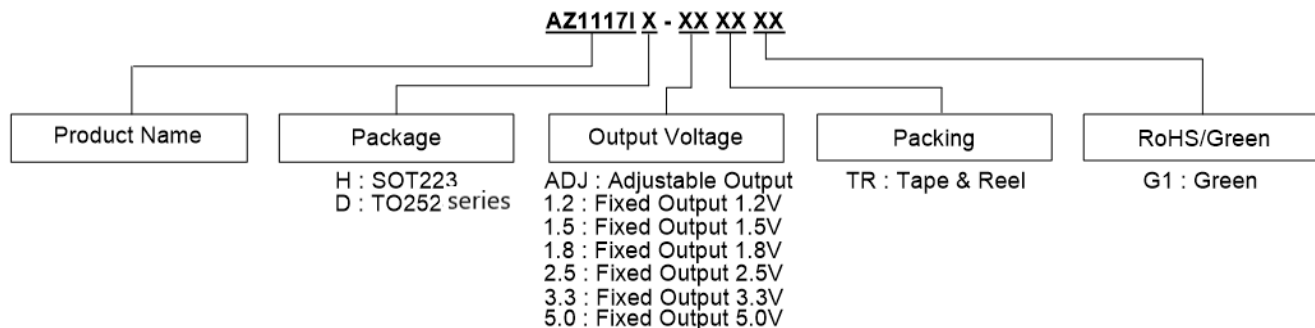 AZ1117I X - XX XX XX
Product Name
Package
Output Voltage
Packing
RoHS/Green
H : SOT223
D : TO252 series
ADJ : Adjustable Output
1.2 : Fixed Output 1.2V
1.5 : Fixed Output 1.5V
1.8 : Fixed Output 1.8V
2.5 : Fixed Output 2.5V
3.3 : Fixed Output 3.3V
5.0 : Fixed Output 5.0V
TR : Tape & Reel
G1 : Green